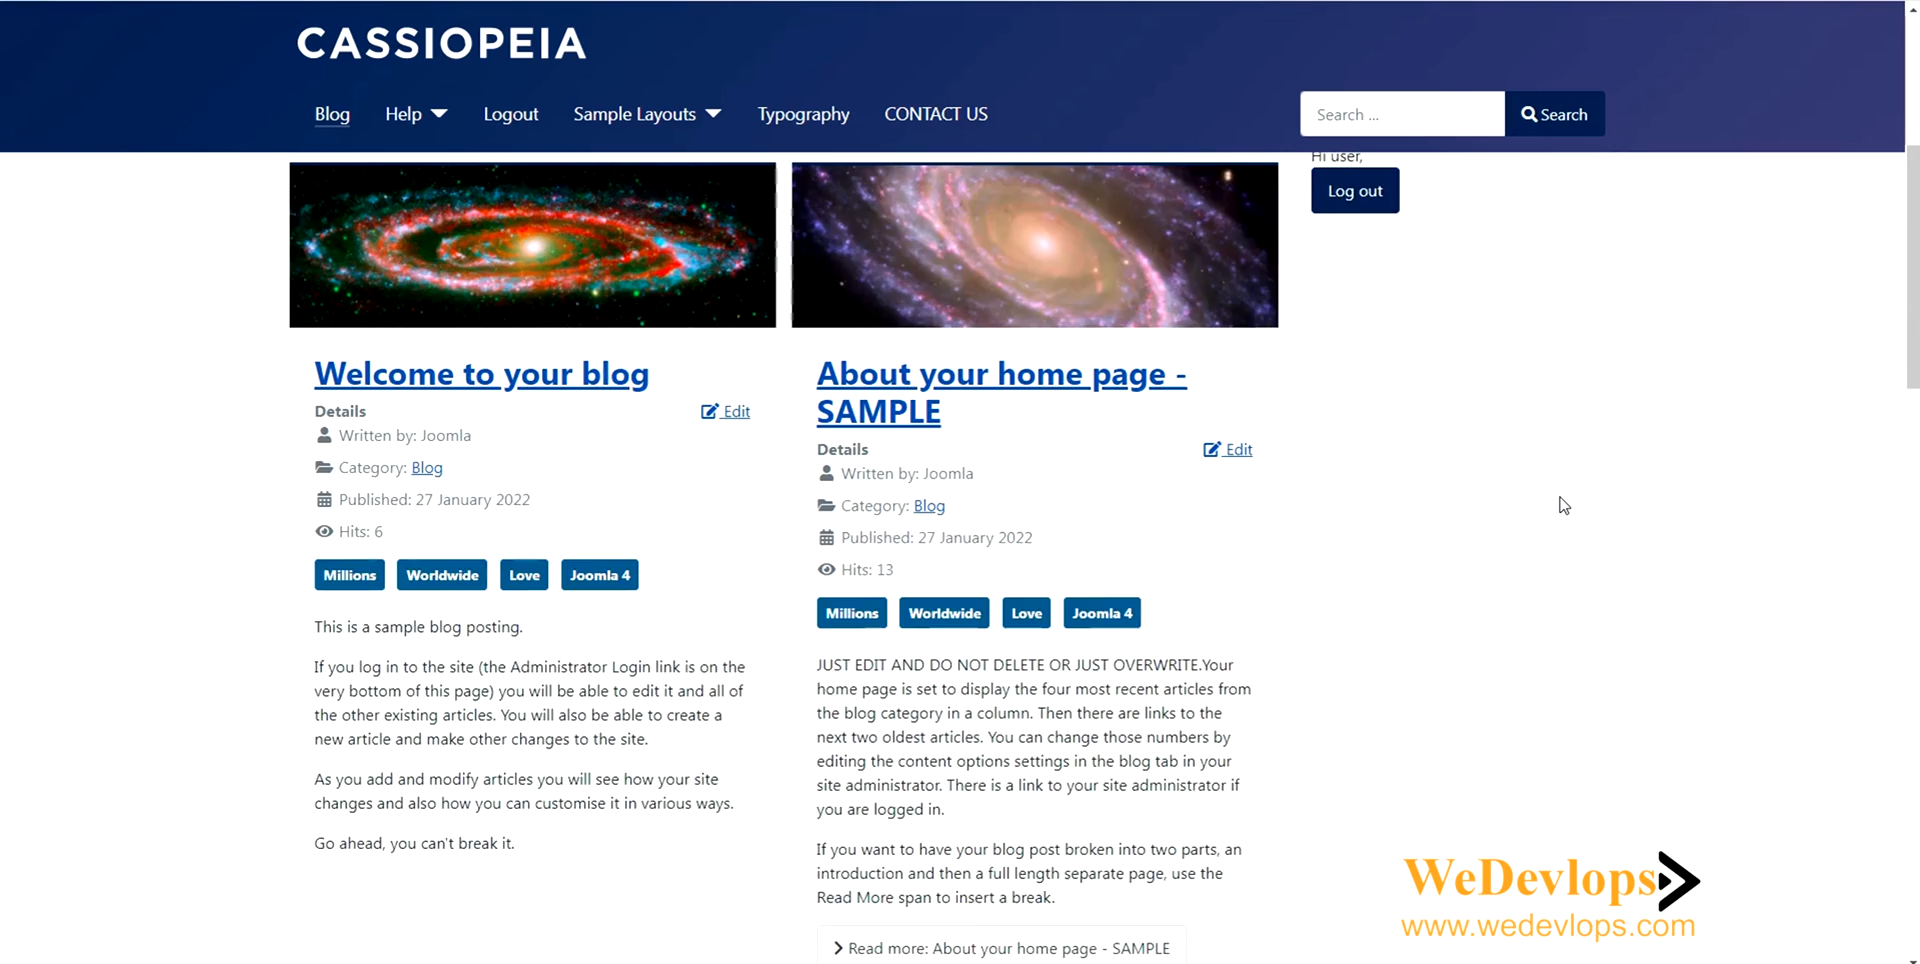 CASSIOPEIA
Blog Help Logout Sample Layouts Typography CONTACT US
Search ... Search
Hi user,
Log out
Welcome to your blog
Details
Edit
Written by: Joomla
Category: Blog
Published: 27 January 2022
Hits: 6
Millions Worldwide Love Joomla 4
This is a sample blog posting.
If you log in to the site (the Administrator Login link is on the
very bottom of this page) you will be able to edit it and all of
the other existing articles. You will also be able to create a
new article and make other changes to the site.
As you add and modify articles you will see how your site
changes and also how you can customise it in various ways.
Go ahead, you can't break it.
About your home page -
SAMPLE
Details
Edit
Written by: Joomla
Category: Blog
Published: 27 January 2022
Hits: 13
Millions Worldwide Love Joomla 4
JUST EDIT AND DO NOT DELETE OR JUST OVERWRITE.Your
home page is set to display the four most recent articles from
the blog category in a column. Then there are links to the
next two oldest articles. You can change those numbers by
editing the content options settings in the blog tab in your
site administrator. There is a link to your site administrator if
you are logged in.
If you want to have your blog post broken into two parts, an
introduction and then a full length separate page, use the
Read More span to insert a break.
Read more: About your home page - SAMPLE
WeDevlops
www.wedevlops.com